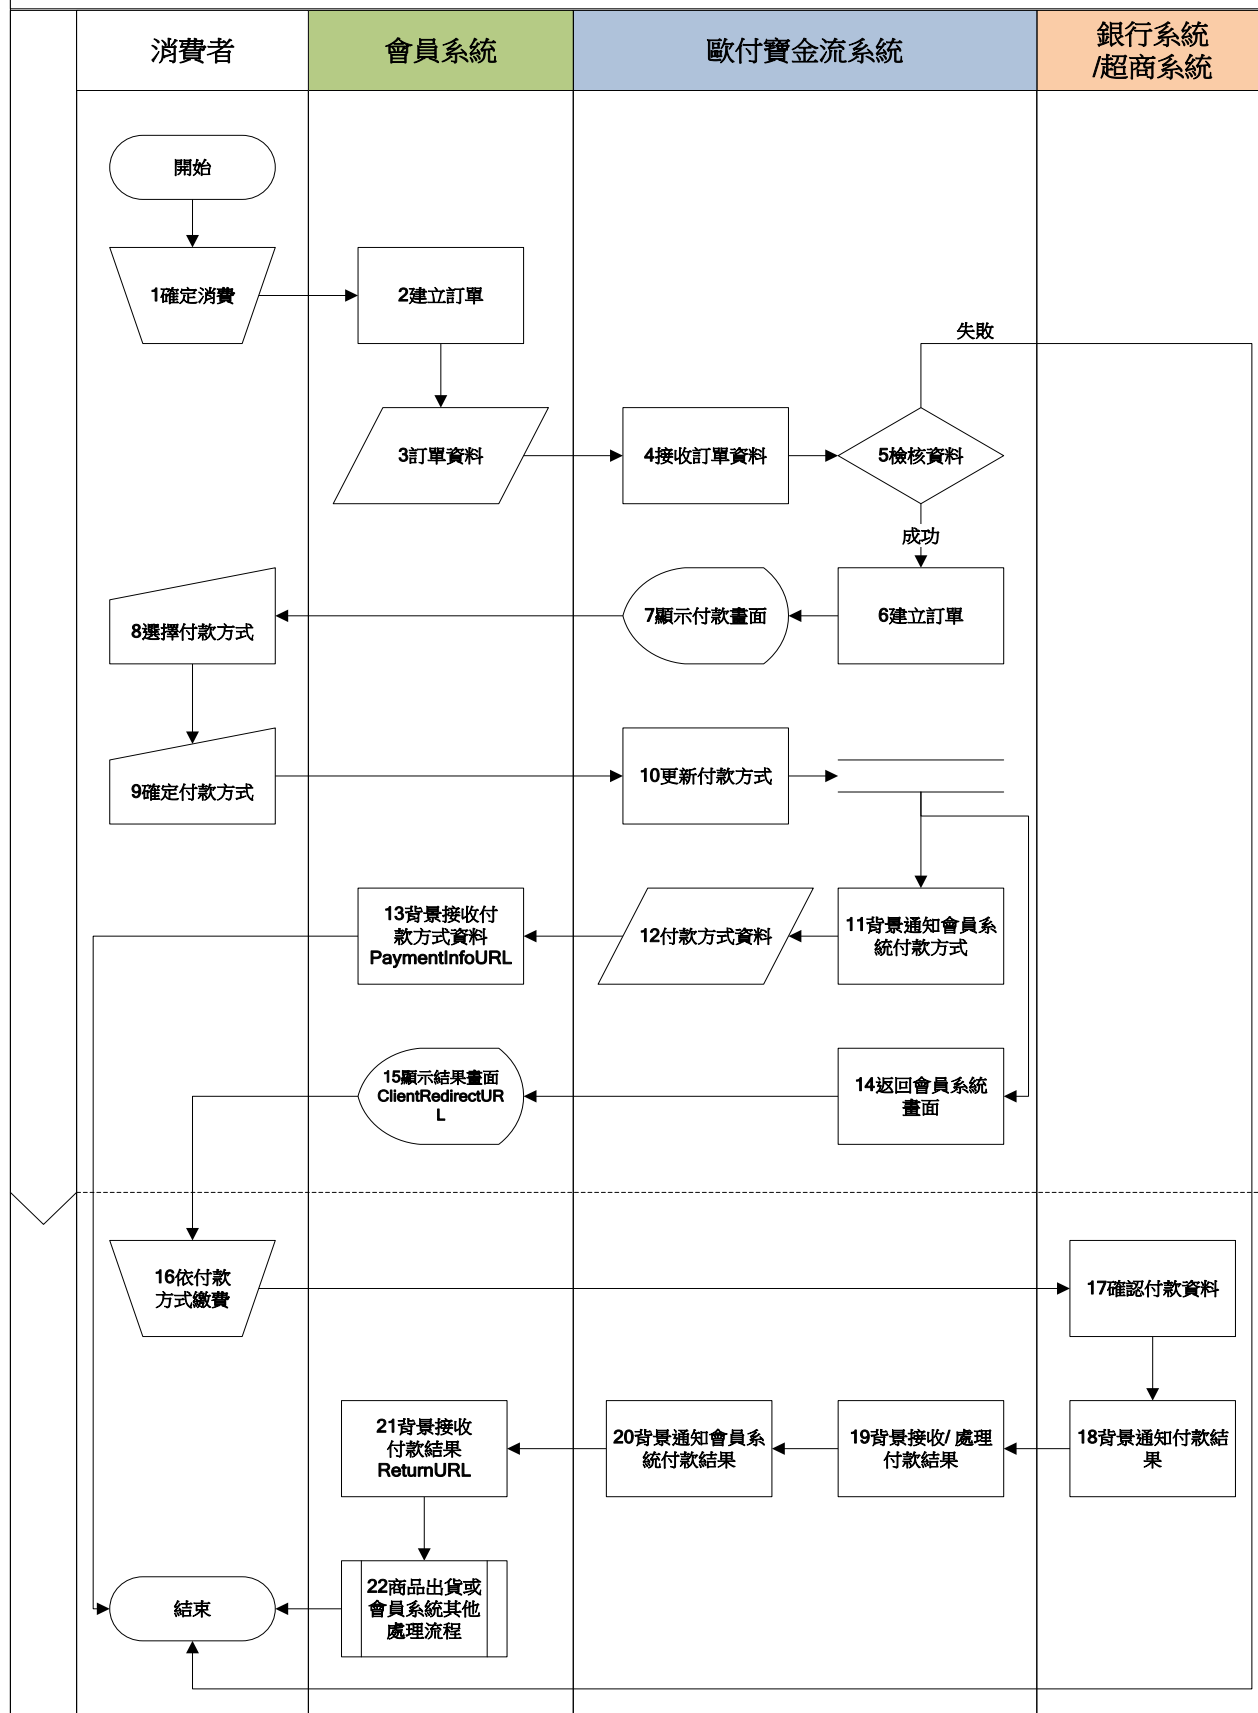 消費者
會員系統
歐付寶金流系統
銀行系統
/超商系統
開始
1確定消費
2建立訂單
失敗
3訂單資料
4接收訂單資料
5檢核資料
成功
8選擇付款方式
7顯示付款畫面
6建立訂單
9確定付款方式
10更新付款方式
13背景接收付
款方式資料
PaymentInfoURL
12付款方式資料
11背景通知會員系
統付款方式
15顯示結果畫面
ClientRedirectUR
L
14返回會員系統
畫面
16依付款
方式繳費
17確認付款資料
21背景接收
付款結果
ReturnURL
20背景通知會員系
統付款結果
19背景接收/ 處理
付款結果
18背景通知付款結
果
結束
22商品出貨或
會員系統其他
處理流程